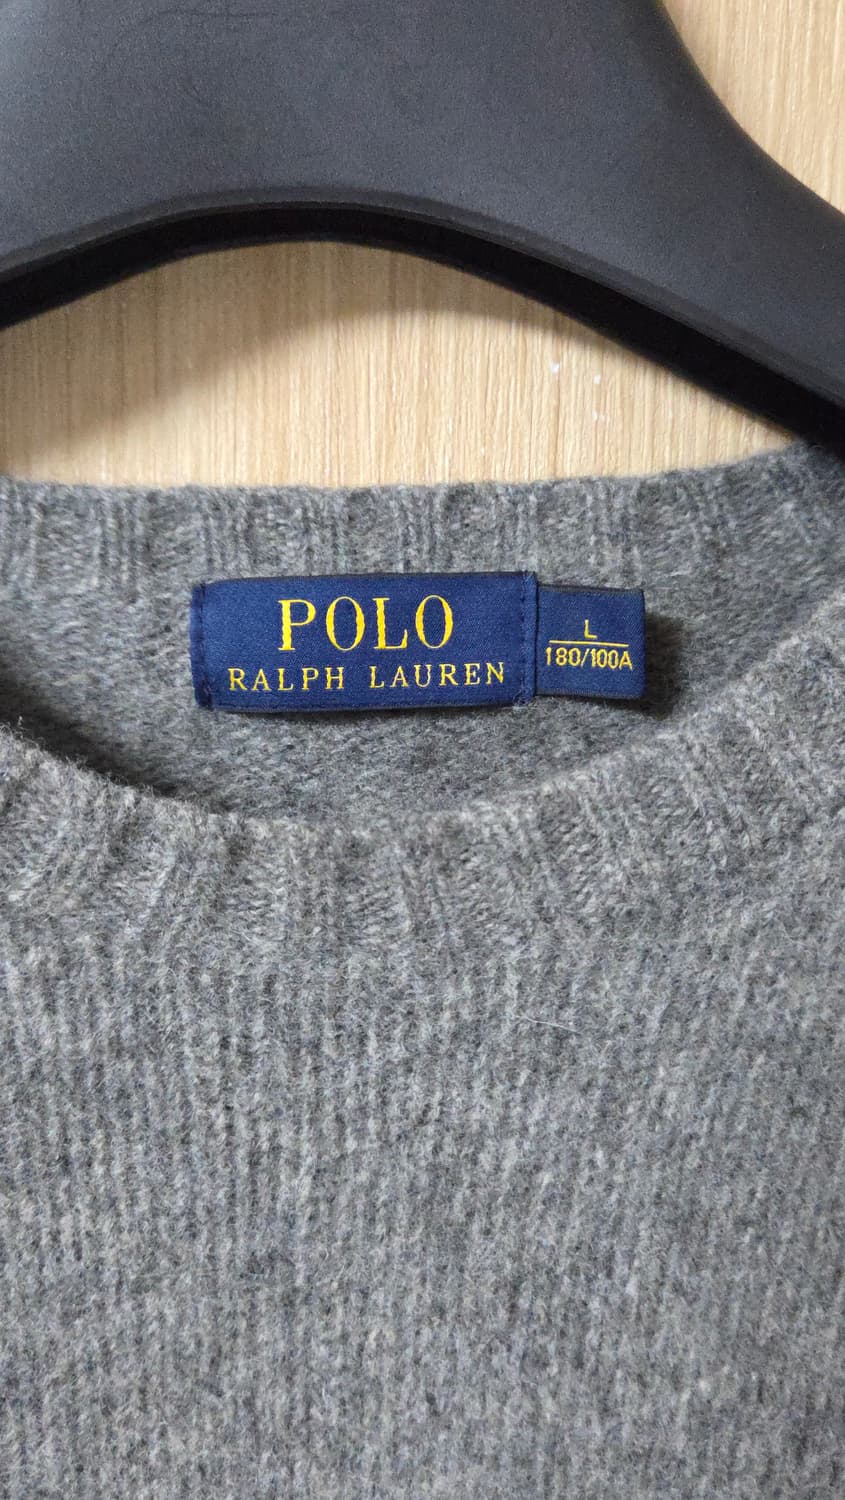 POLO
RALPH LAUREN
L
180/100A